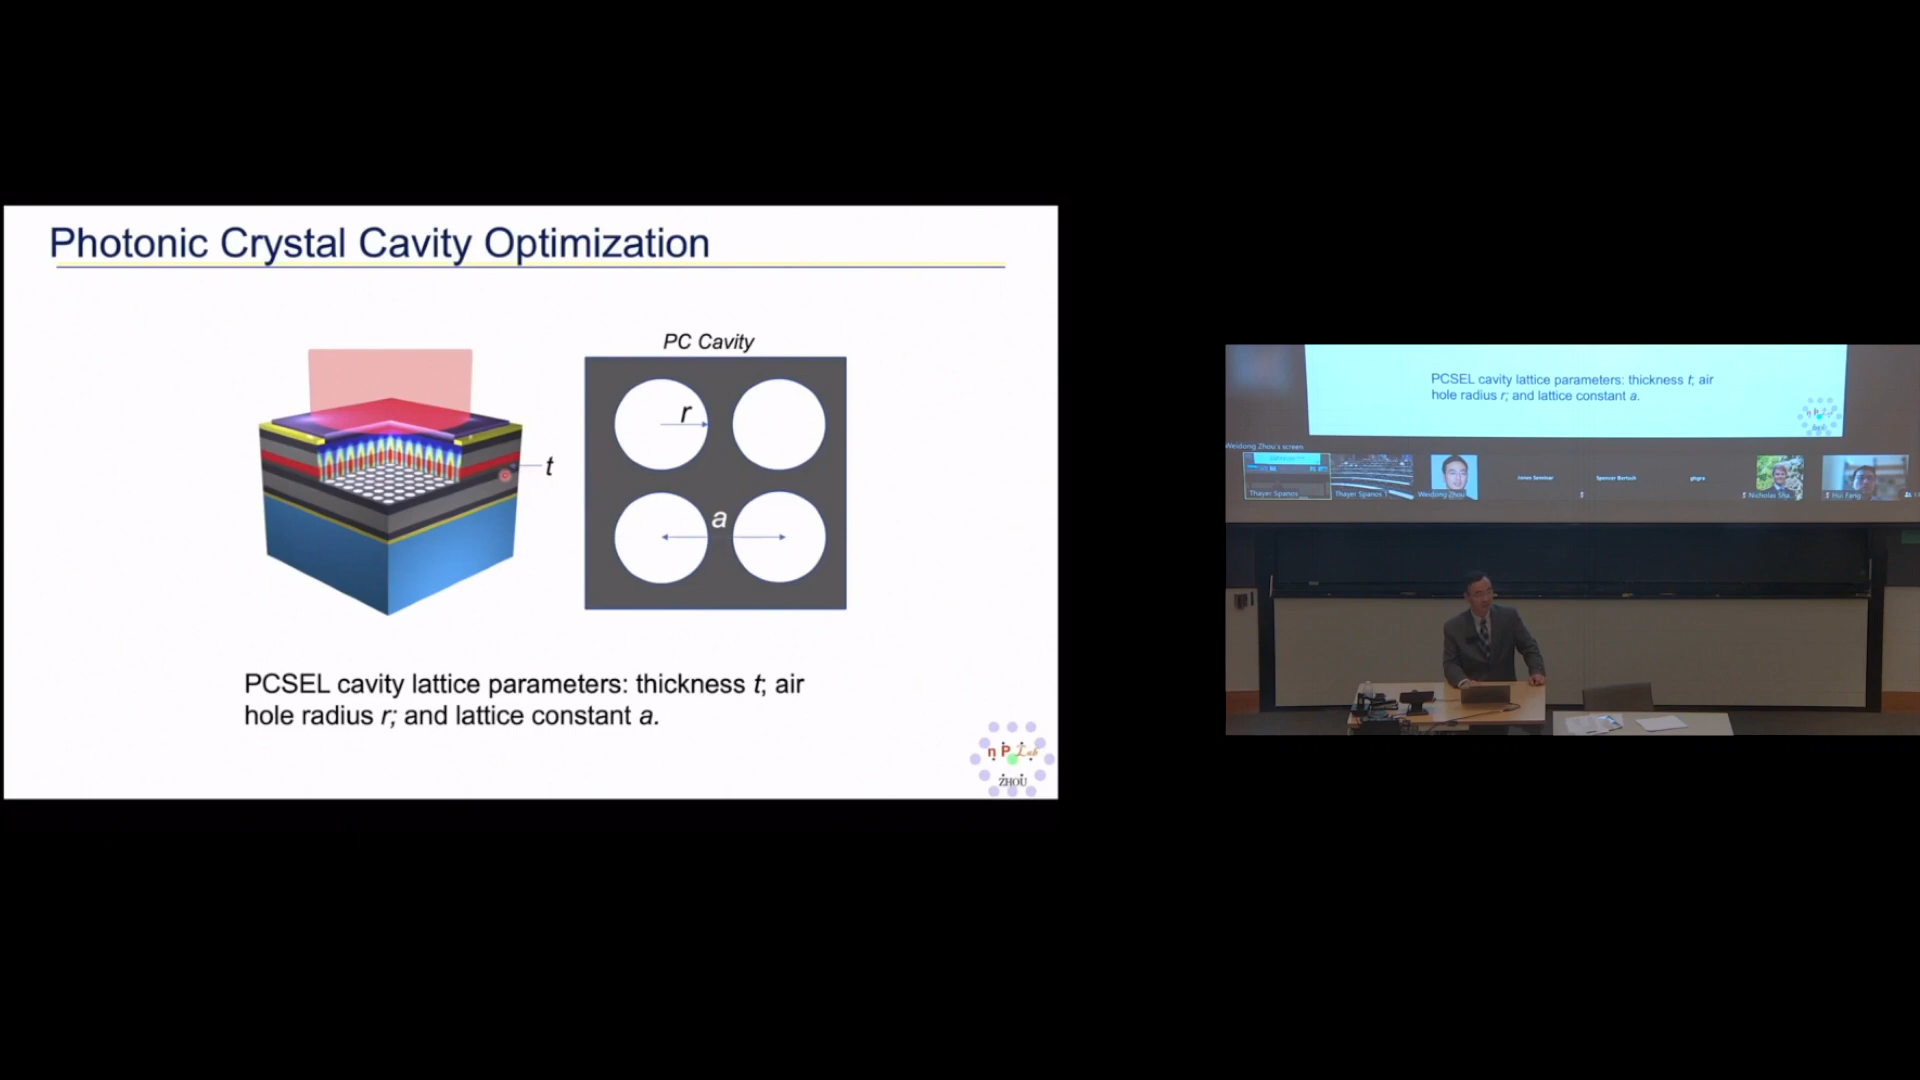 Photonic Crystal Cavity Optimization
PC Cavity
r
t
a
PCSEL cavity lattice parameters: thickness t; air
hole radius r; and lattice constant a.
n P Lab
ZHOU
PCSEL cavity lattice parameters: thickness t; air
hole radius r; and lattice constant a.
Weidong Zhou's screen
Thayer Spanos
Thayer Spanos
Weidong Zhou
Jones Seminar
Spencer Bertsch
Nicholas Sha
Hui Fang